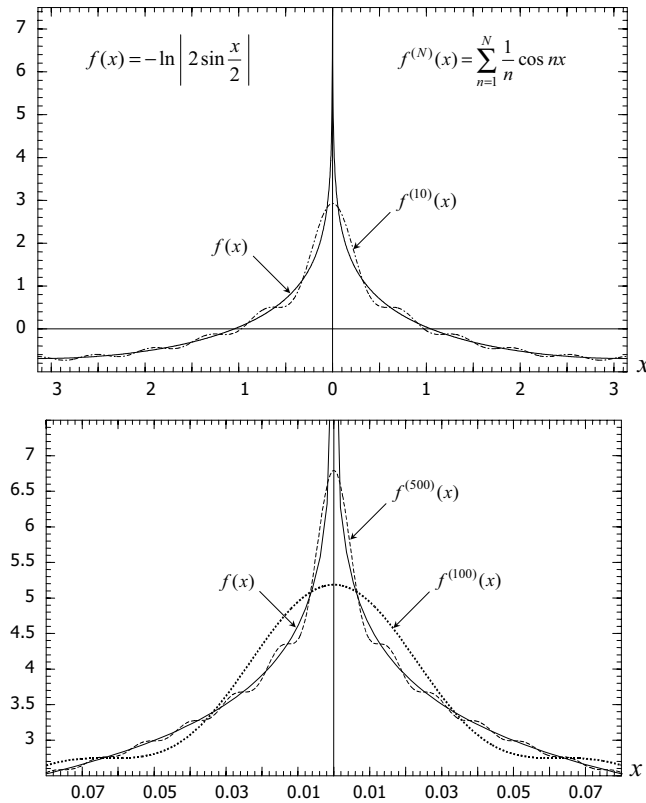 f(x) = −ln | 2 sin x/2 |
f^(N)(x) = ∑_{n=1}^{N} 1/n cos nx
7
6
5
4
3
2
1
0
f^(10)(x)
f(x)
3 2 1 0 1 2 3 x
6.5
6
5.5
5
4.5
4
3.5
3
f^(500)(x)
f(x)
f^(100)(x)
0.07 0.05 0.03 0.01 0.01 0.03 0.05 0.07 x